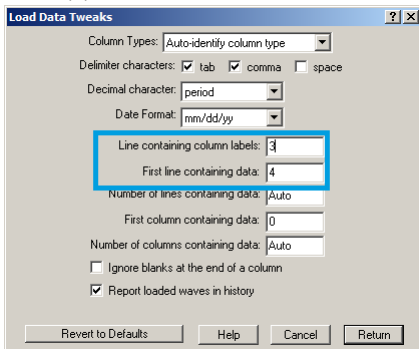 Load Data Tweaks
Column Types: Auto-identify column type
Delimiter characters: tab comma space
Decimal character: period
Date Format: mm/dd/yy
Line containing column labels: 3
First line containing data: 4
Number of lines containing data: Auto
First column containing data: 0
Number of columns containing data: Auto
Ignore blanks at the end of a column
Report loaded waves in history
Revert to Defaults Help Cancel Return